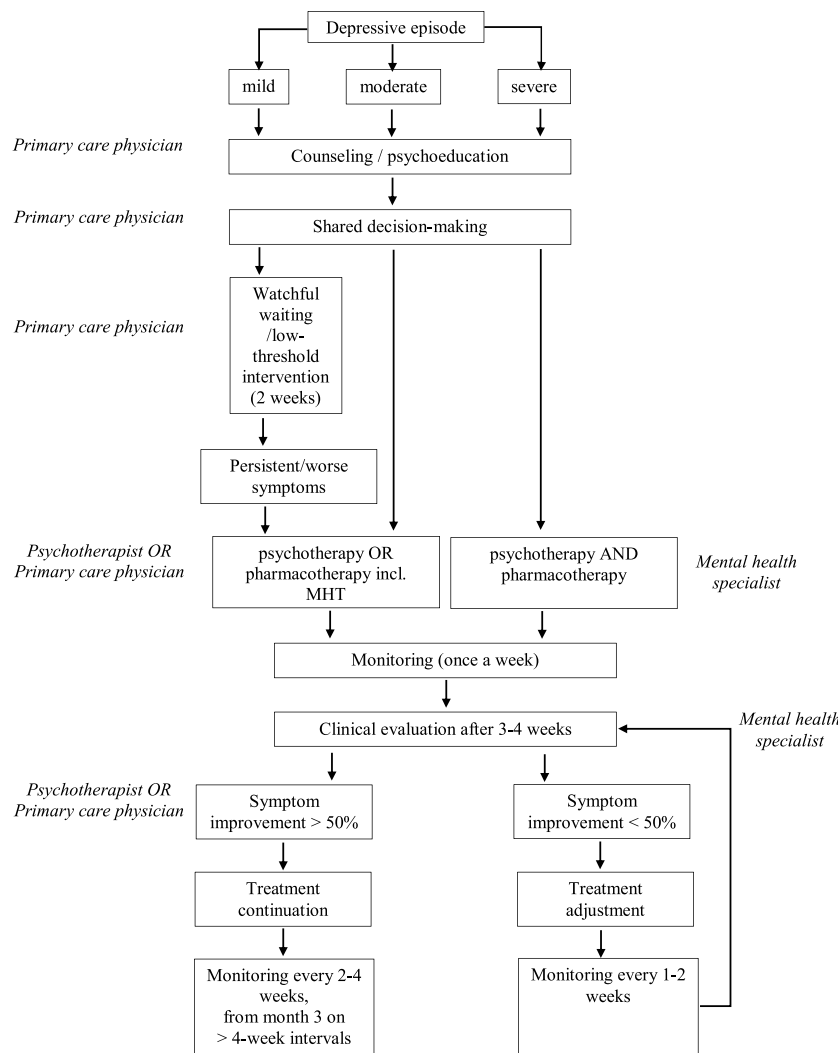 Depressive episode
mild
moderate
severe
Primary care physician
Counseling / psychoeducation
Primary care physician
Shared decision-making
Primary care physician
Watchful
waiting
/low-
threshold
intervention
(2 weeks)
Persistent/worse
symptoms
Psychotherapist OR
Primary care physician
psychotherapy OR
pharmacotherapy incl.
MHT
psychotherapy AND
pharmacotherapy
Mental health
specialist
Monitoring (once a week)
Clinical evaluation after 3-4 weeks
Mental health
specialist
Psychotherapist OR
Primary care physician
Symptom
improvement > 50%
Symptom
improvement < 50%
Treatment
continuation
Treatment
adjustment
Monitoring every 2-4
weeks,
from month 3 on
> 4-week intervals
Monitoring every 1-2
weeks